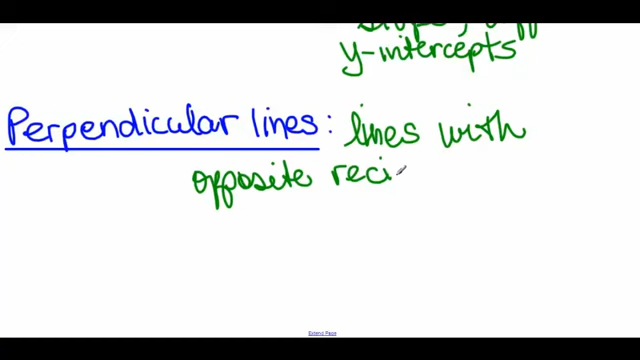 y-intercepts
Perpendicular lines: lines with
opposite reci
Extend Page